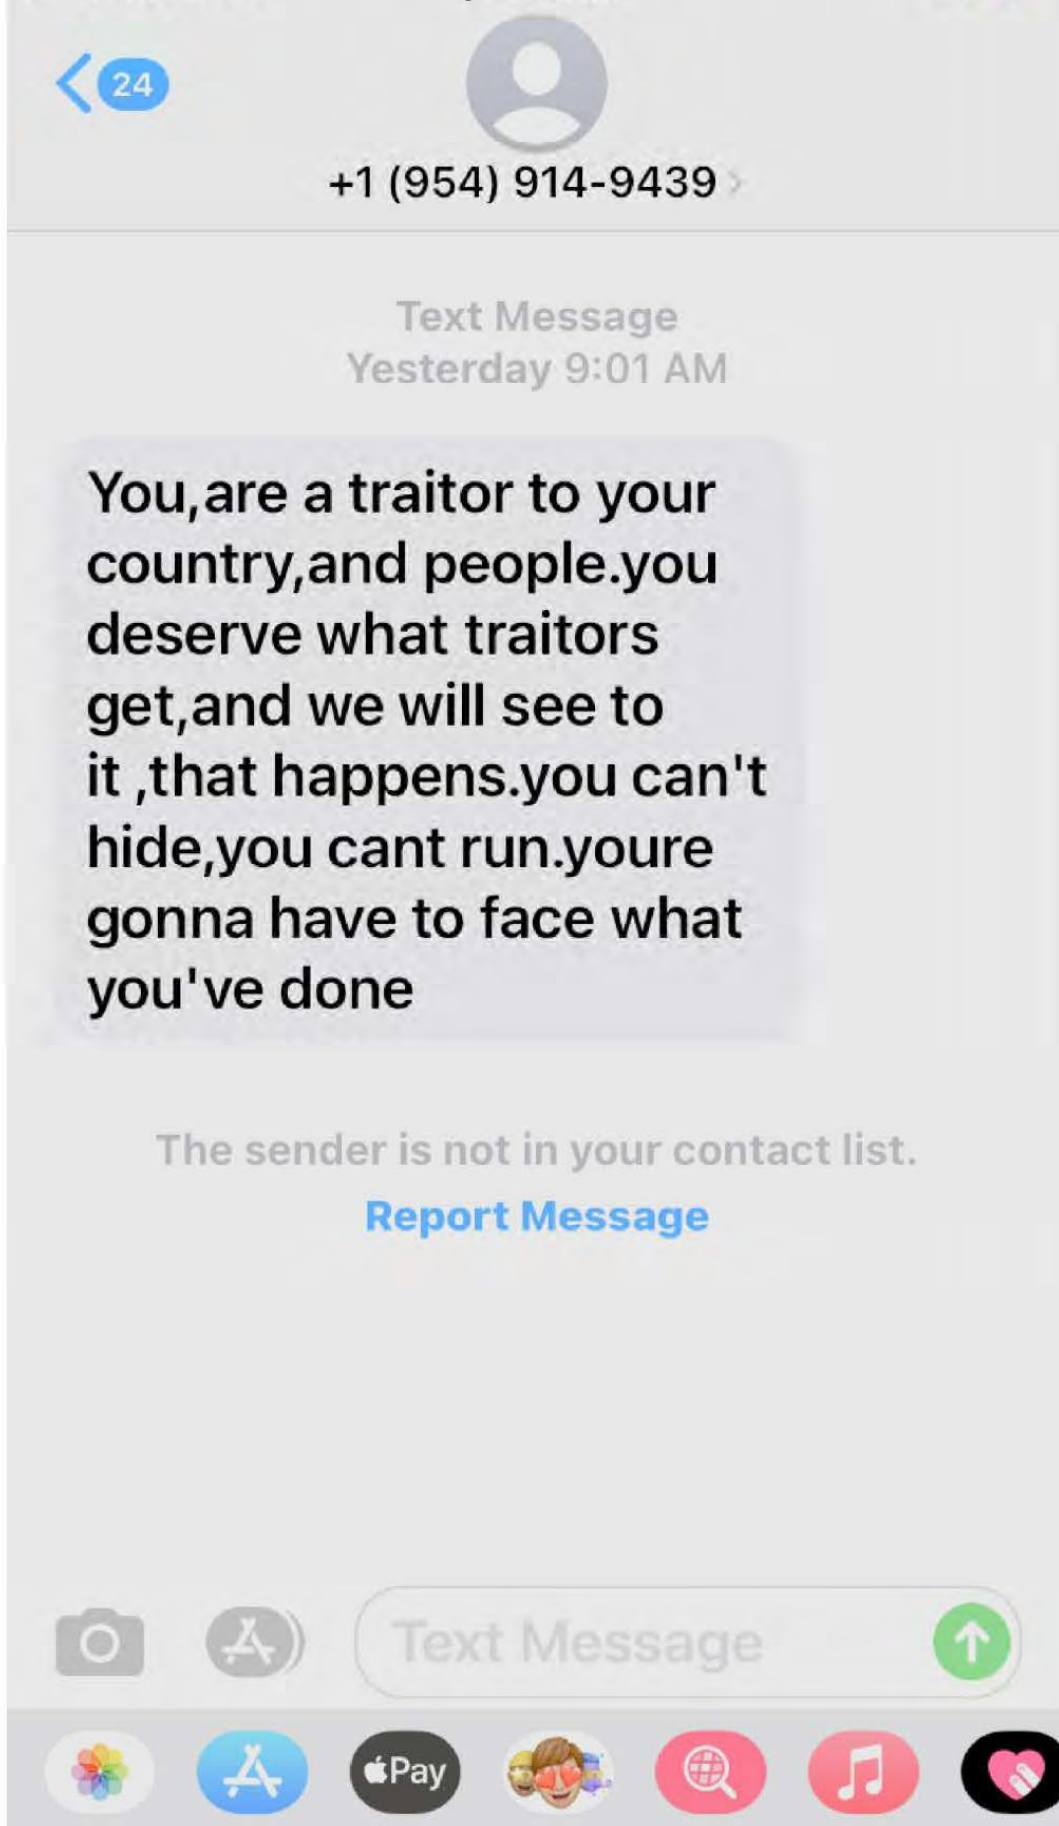 24
+1 (954) 914-9439
Text Message
Yesterday 9:01 AM
You,are a traitor to your
country,and people.you
deserve what traitors
get,and we will see to
it ,that happens.you can't
hide,you cant run.youre
gonna have to face what
you've done
The sender is not in your contact list.
Report Message
Text Message
Pay